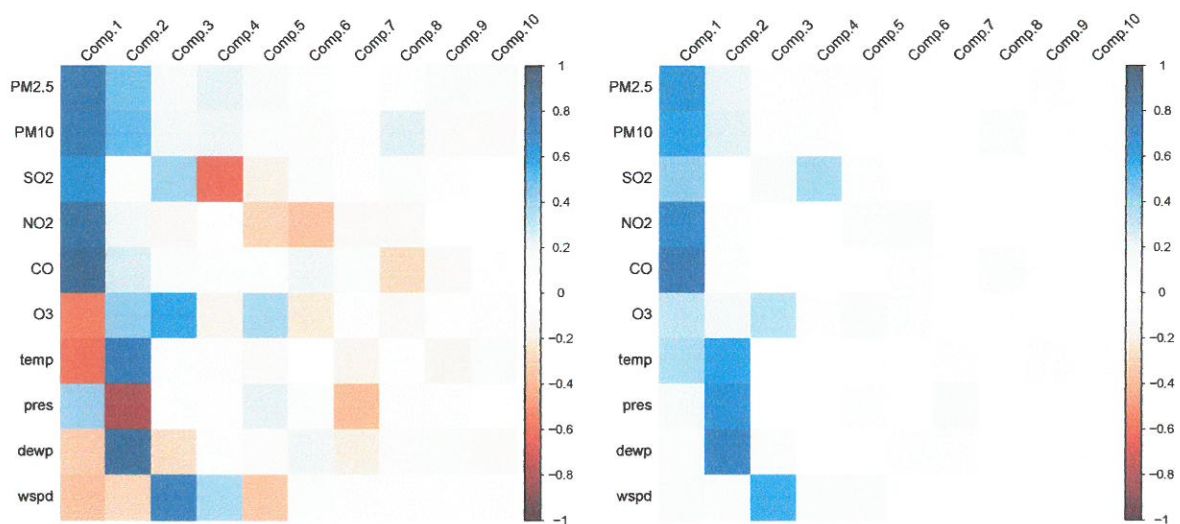 Comp.1 Comp.2 Comp.3 Comp.4 Comp.5 Comp.6 Comp.7 Comp.8 Comp.9 Comp.10
PM2.5
PM10
SO2
NO2
CO
O3
temp
pres
dewp
wspd
1
0.8
0.6
0.4
0.2
0
−0.2
−0.4
−0.6
−0.8
−1
Comp.1 Comp.2 Comp.3 Comp.4 Comp.5 Comp.6 Comp.7 Comp.8 Comp.9 Comp.10
PM2.5
PM10
SO2
NO2
CO
O3
temp
pres
dewp
wspd
1
0.8
0.6
0.4
0.2
0
−0.2
−0.4
−0.6
−0.8
−1